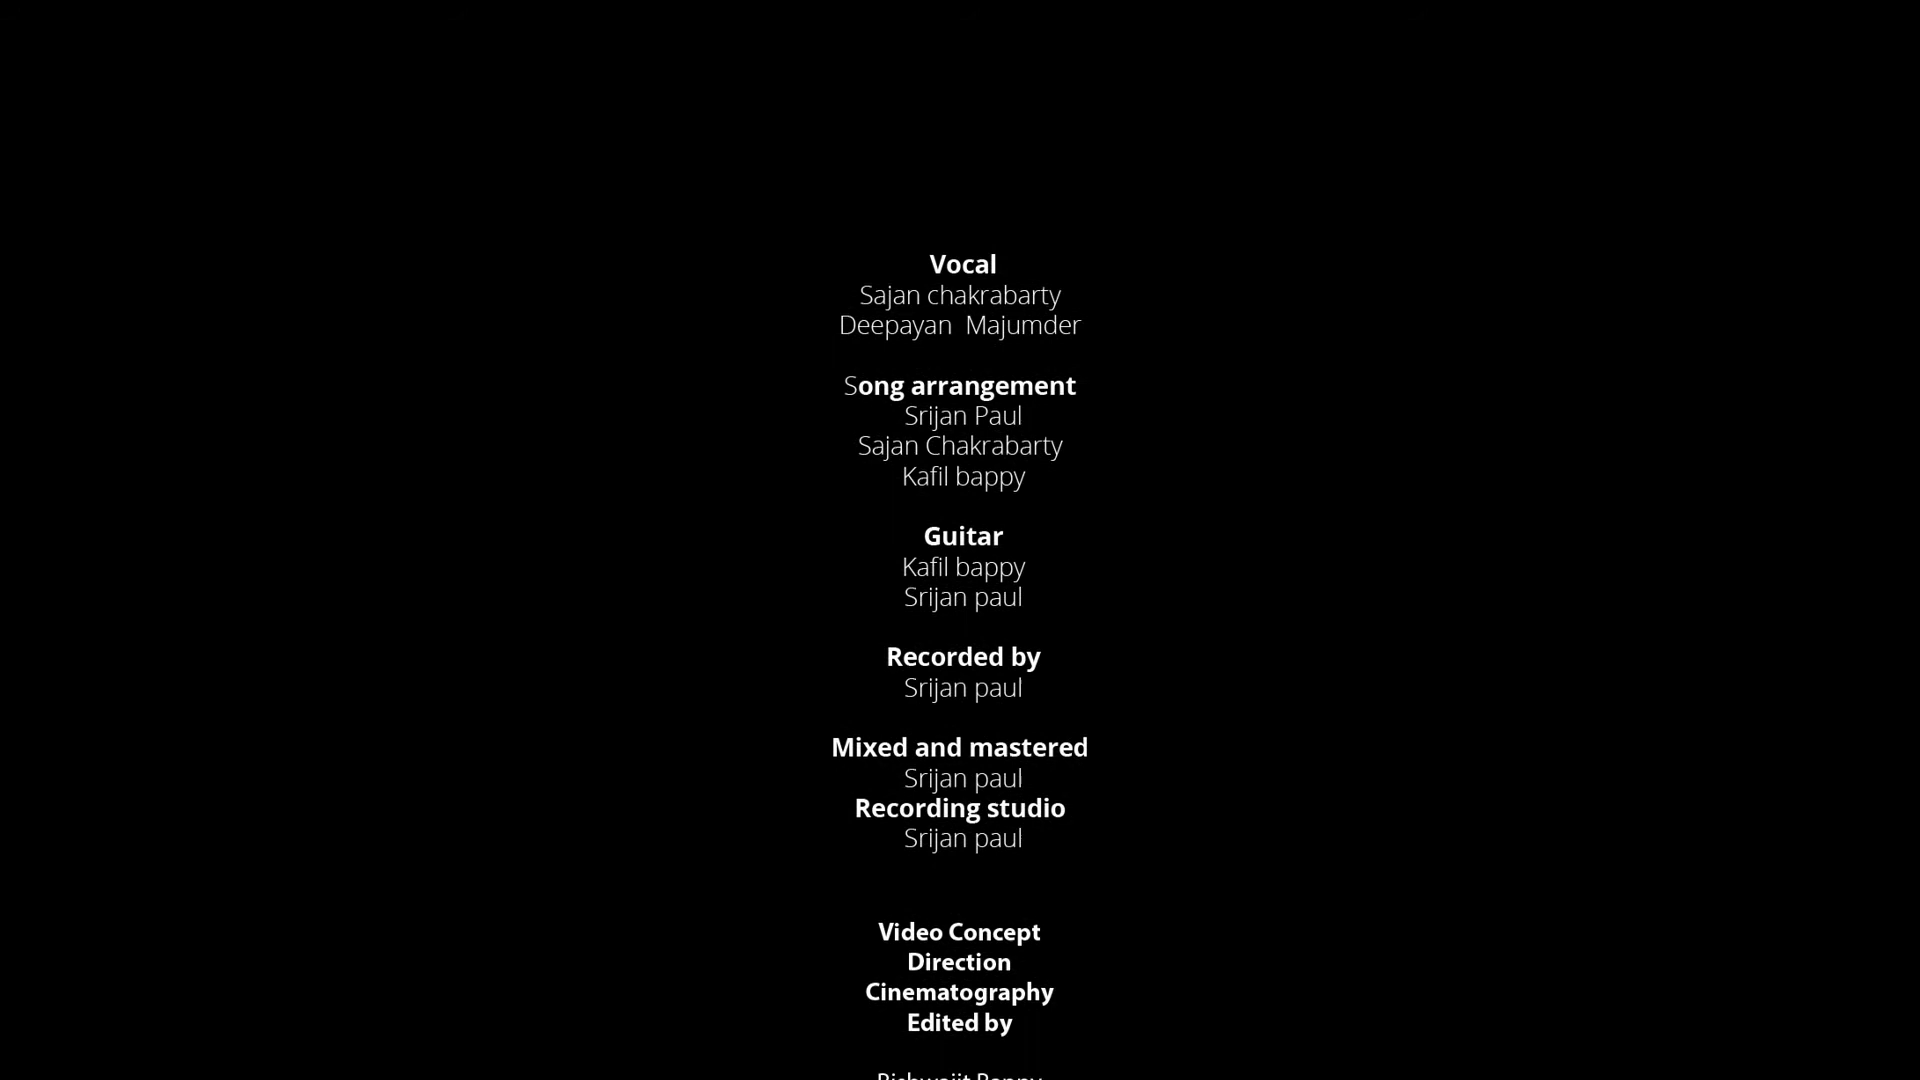 Vocal
Sajan chakrabarty
Deepayan  Majumder
Song arrangement
Srijan Paul
Sajan Chakrabarty
Kafil bappy
Guitar
Kafil bappy
Srijan paul
Recorded by
Srijan paul
Mixed and mastered
Srijan paul
Recording studio
Srijan paul
Video Concept
Direction
Cinematography
Edited by